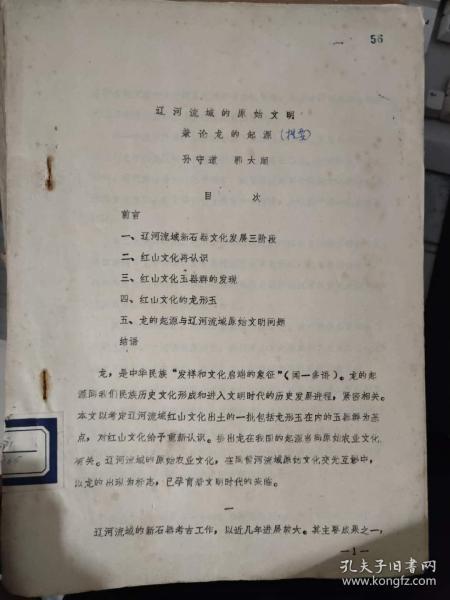 56
辽河流域的原始文明
兼论龙的起源(提要)
孙守道 郭大顺
目 次
前言
一、辽河流域新石器文化发展三阶段
二、红山文化再认识
三、红山文化玉器群的发现
四、红山文化的龙形玉
五、龙的起源与辽河流域原始文明问题
结语
龙，是中华民族“发祥和文化启端的象征”(闻一多语)。龙的起
源同我们民族历史文化形成和进入文明时代的历史发展进程，紧密相关。
本文以考定辽河流域红山文化出土的一批包括龙形玉在内的玉器群为基
点，对红山文化给予重新认识。指出龙在我国的起源当同原始农业文化
有关。辽河流域的原始农业文化，在同黄河流域原始文化交光互影中，
以龙的出现为标志，已孕育着文明时代的来临。
一
辽河流域的新石器考古工作，以近几年进展较大。其主要成果之一，
—1—
孔夫子旧书网
book.kongfz.com